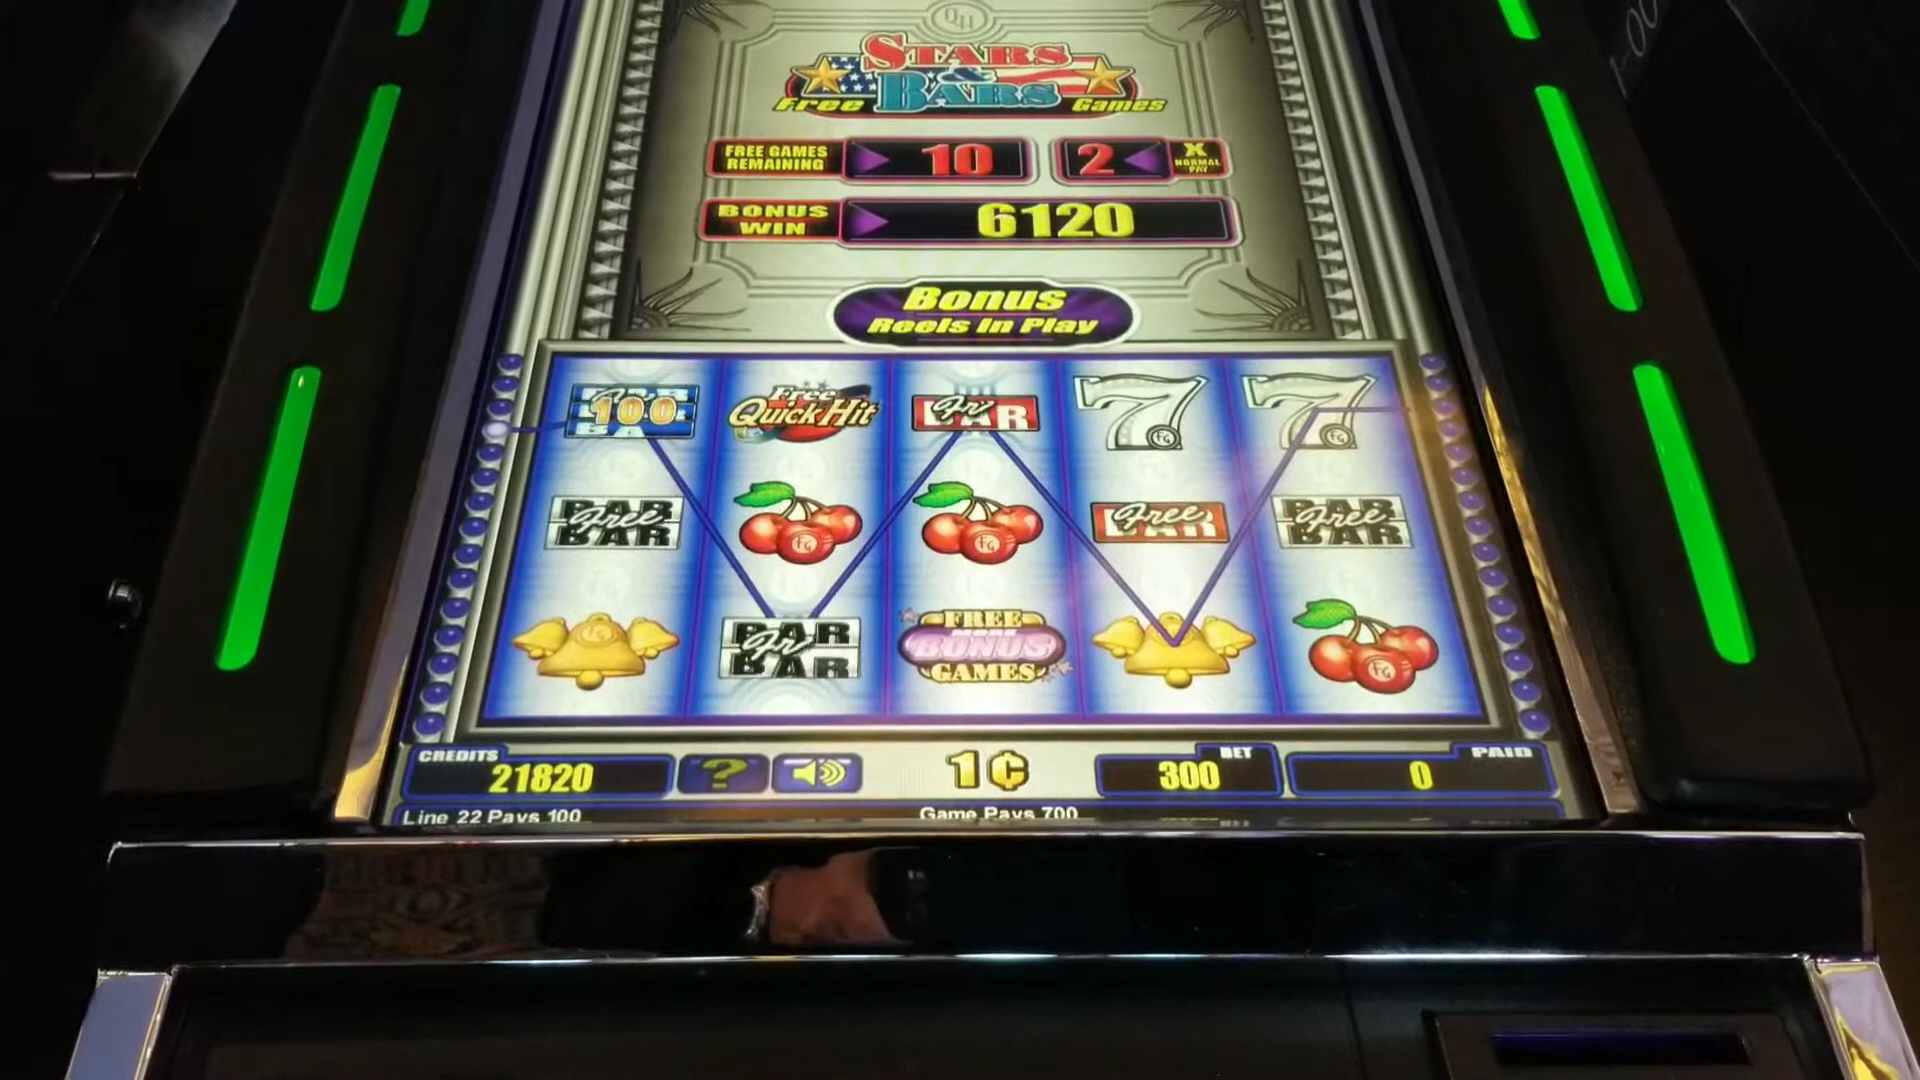 QH
STARS
&
BARS
Free Games
FREE GAMES
REMAINING
10
2
X
NORMAL
PAY
BONUS
WIN
6120
Bonus
Reels In Play
100
Free
Quick Hit
BAR
7
7
BAR
Free
BAR
Free
BAR
BAR
Free
BAR
BAR
BAR
FREE
BONUS
GAMES
CREDITS
21820
?
1¢
BET
300
PAID
0
Line 22 Pays 100
Game Pays 700